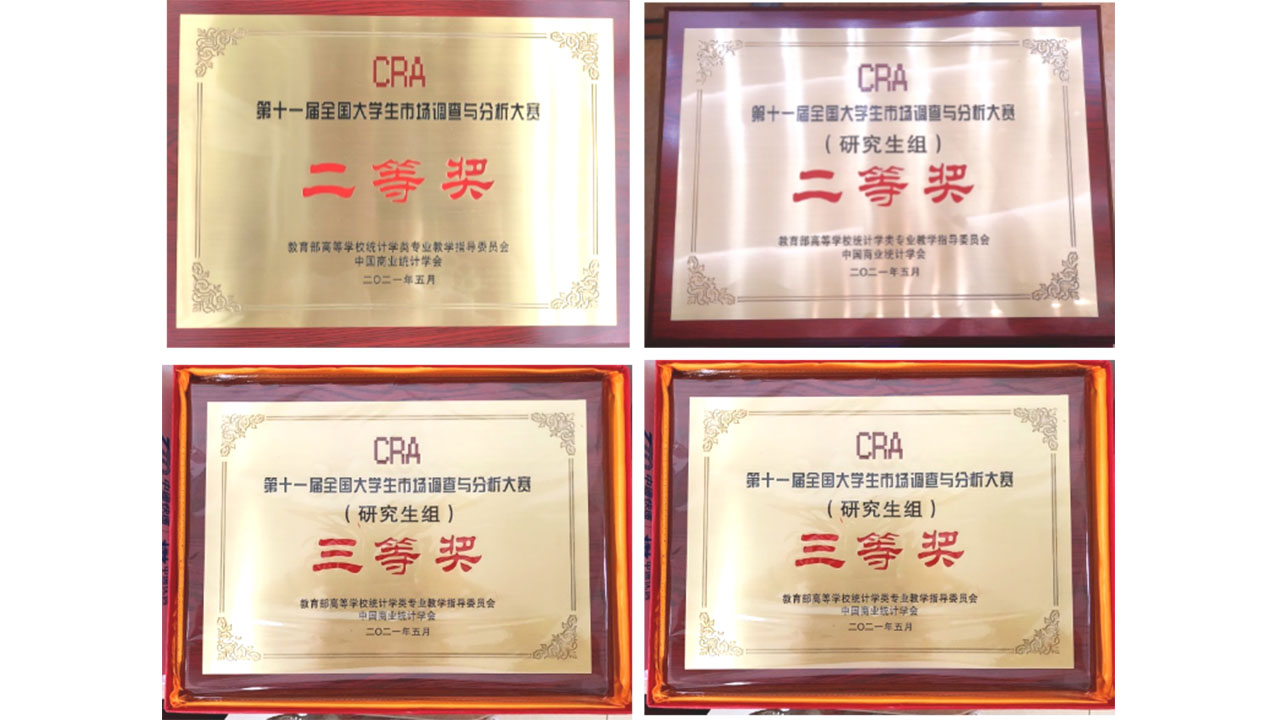 CRA
第十一届全国大学生市场调查与分析大赛
二等奖
教育部高等学校统计学类专业教学指导委员会
中国商业统计学会
二〇二一年五月
CRA
第十一届全国大学生市场调查与分析大赛
（研究生组）
二等奖
教育部高等学校统计学类专业教学指导委员会
中国商业统计学会
二〇二一年五月
CRA
第十一届全国大学生市场调查与分析大赛
（研究生组）
三等奖
教育部高等学校统计学类专业教学指导委员会
中国商业统计学会
二〇二一年五月
CRA
第十一届全国大学生市场调查与分析大赛
（研究生组）
三等奖
教育部高等学校统计学类专业教学指导委员会
中国商业统计学会
二〇二一年五月